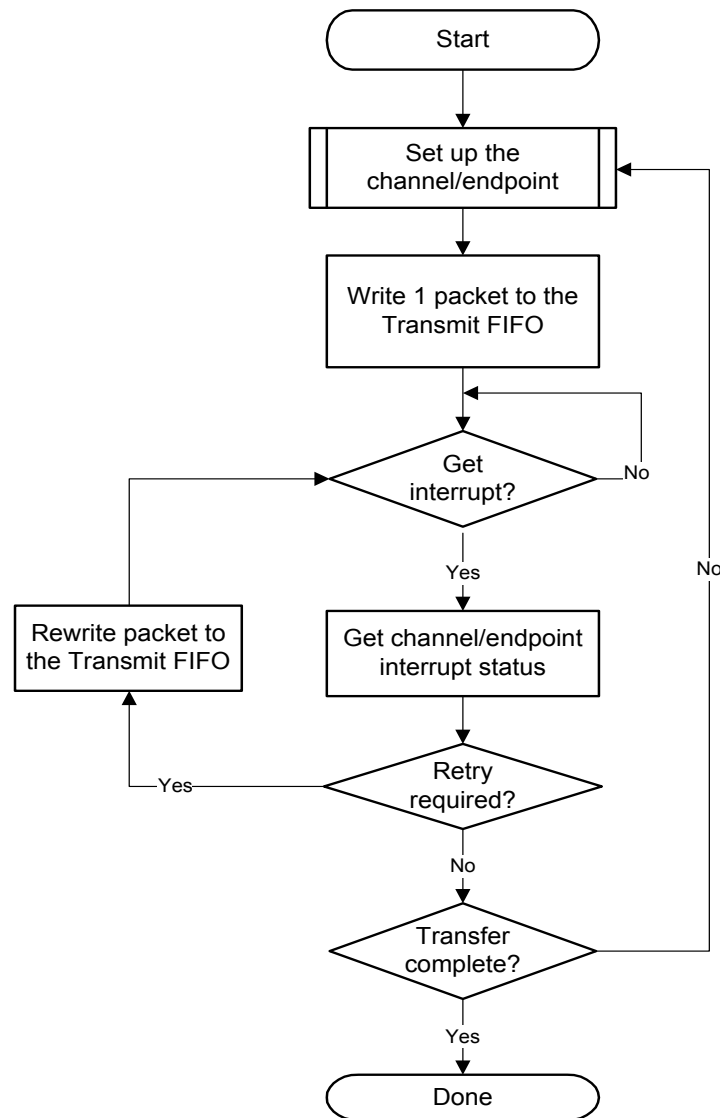 Start
Set up the
channel/endpoint
Write 1 packet to the
Transmit FIFO
Get
interrupt?
No
Yes
No
Rewrite packet to
the Transmit FIFO
Get channel/endpoint
interrupt status
Yes
Retry
required?
No
Transfer
complete?
Yes
Done